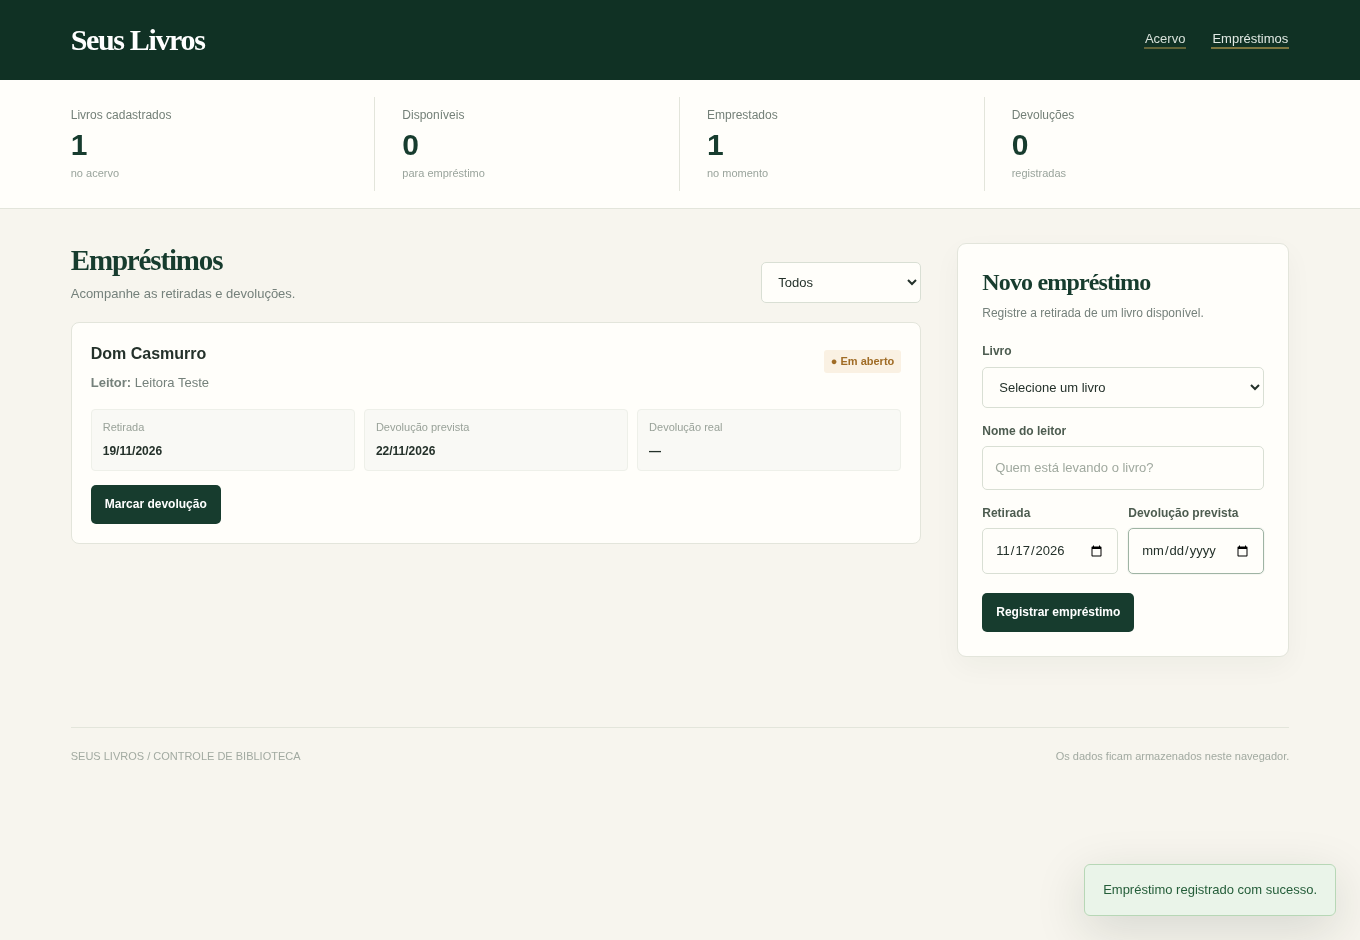 Seus Livros
Acervo
Empréstimos
Livros cadastrados
1
no acervo
Disponíveis
0
para empréstimo
Emprestados
1
no momento
Devoluções
0
registradas
Empréstimos
Acompanhe as retiradas e devoluções.
Todos
Dom Casmurro
● Em aberto
Leitor: Leitora Teste
Retirada
19/11/2026
Devolução prevista
22/11/2026
Devolução real
—
Marcar devolução
Novo empréstimo
Registre a retirada de um livro disponível.
Livro
Selecione um livro
Nome do leitor
Quem está levando o livro?
Retirada
11/17/2026
Devolução prevista
mm/dd/yyyy
Registrar empréstimo
SEUS LIVROS / CONTROLE DE BIBLIOTECA
Os dados ficam armazenados neste navegador.
Empréstimo registrado com sucesso.